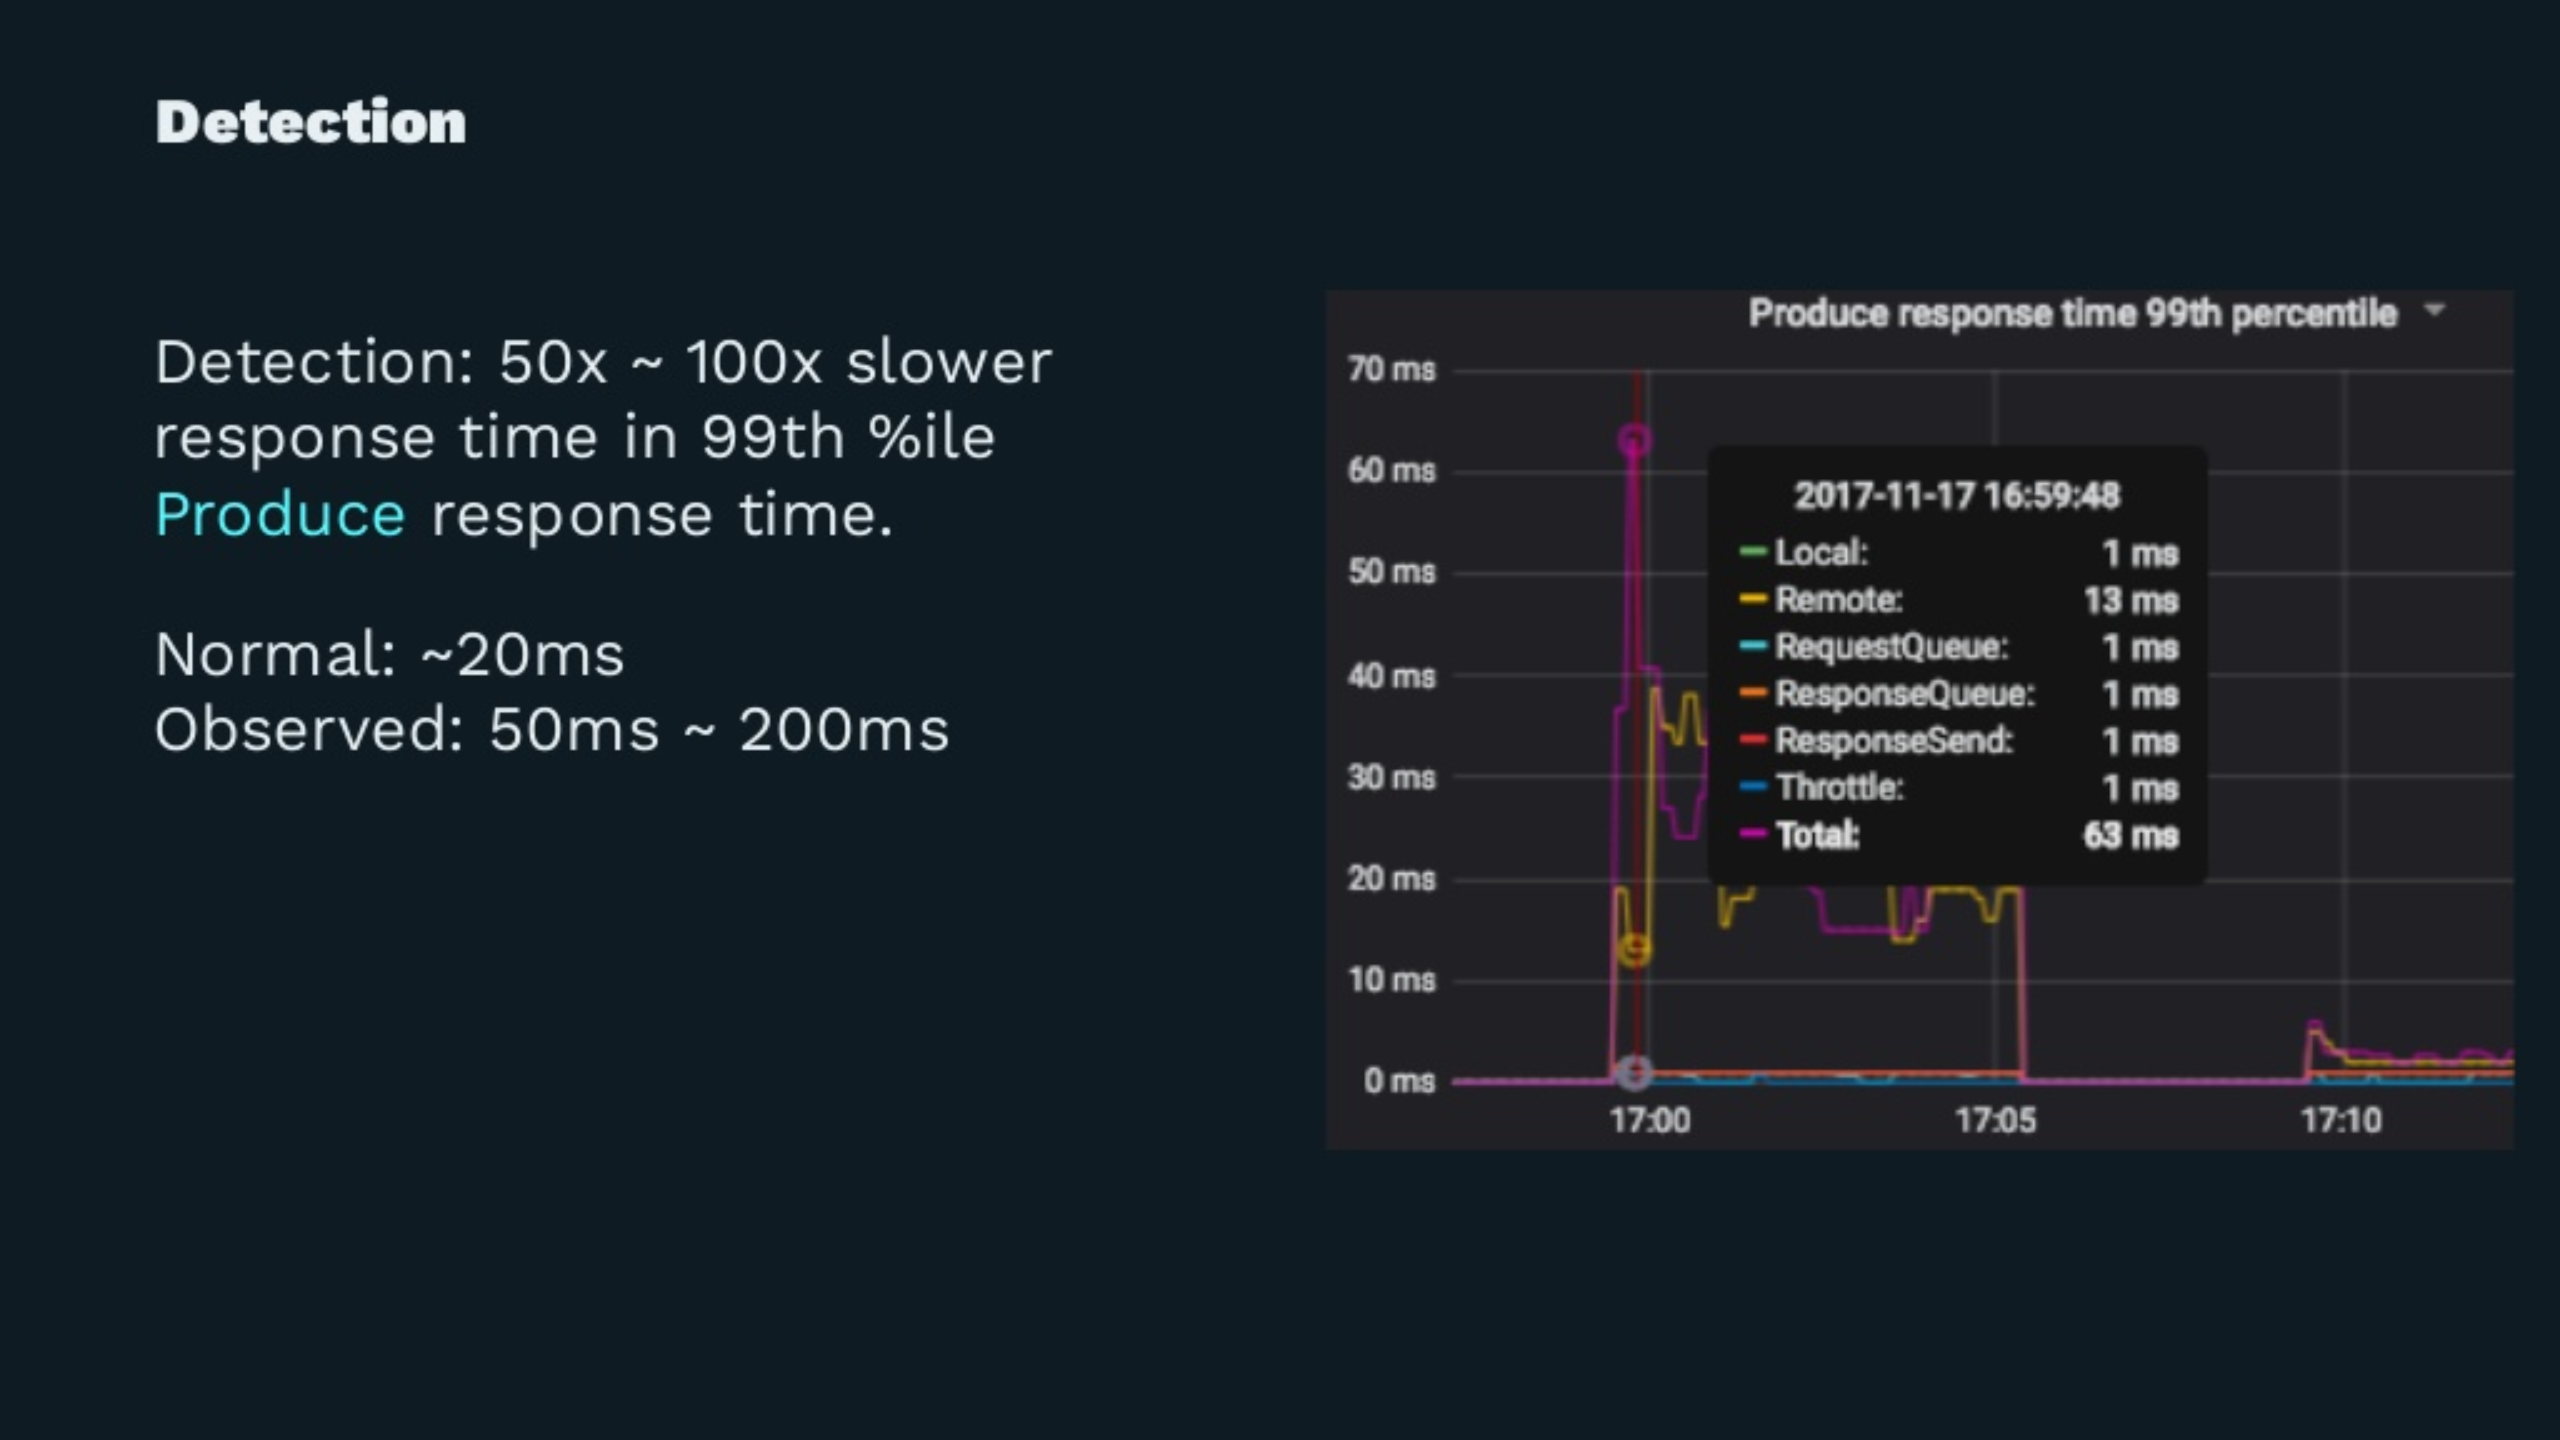 Detection
Detection: 50x ~ 100x slower
response time in 99th %ile
Produce response time.
Normal: ~20ms
Observed: 50ms ~ 200ms
Produce response time 99th percentile
70 ms
60 ms
50 ms
40 ms
30 ms
20 ms
10 ms
0 ms
2017-11-17 16:59:48
Local: 1 ms
Remote: 13 ms
RequestQueue: 1 ms
ResponseQueue: 1 ms
ResponseSend: 1 ms
Throttle: 1 ms
Total: 63 ms
17:00 17:05 17:10